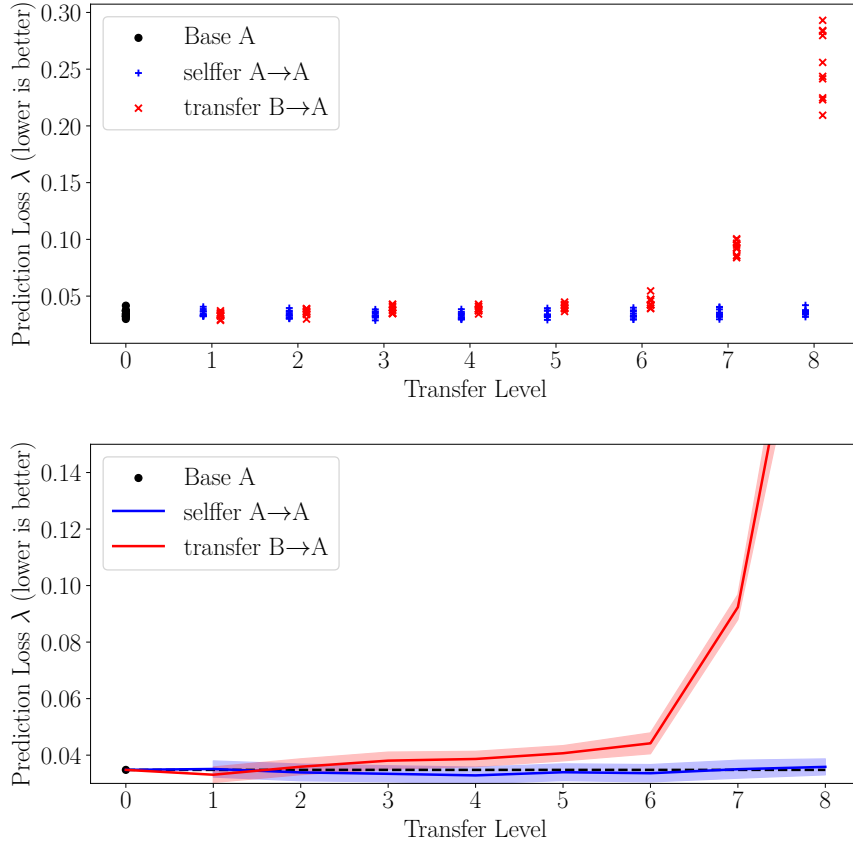 0.30
0.25
0.20
0.15
0.10
0.05
Prediction Loss λ (lower is better)
Base A
selffer A→A
transfer B→A
0 1 2 3 4 5 6 7 8
Transfer Level
0.14
0.12
0.10
0.08
0.06
0.04
Prediction Loss λ (lower is better)
Base A
selffer A→A
transfer B→A
0 1 2 3 4 5 6 7 8
Transfer Level